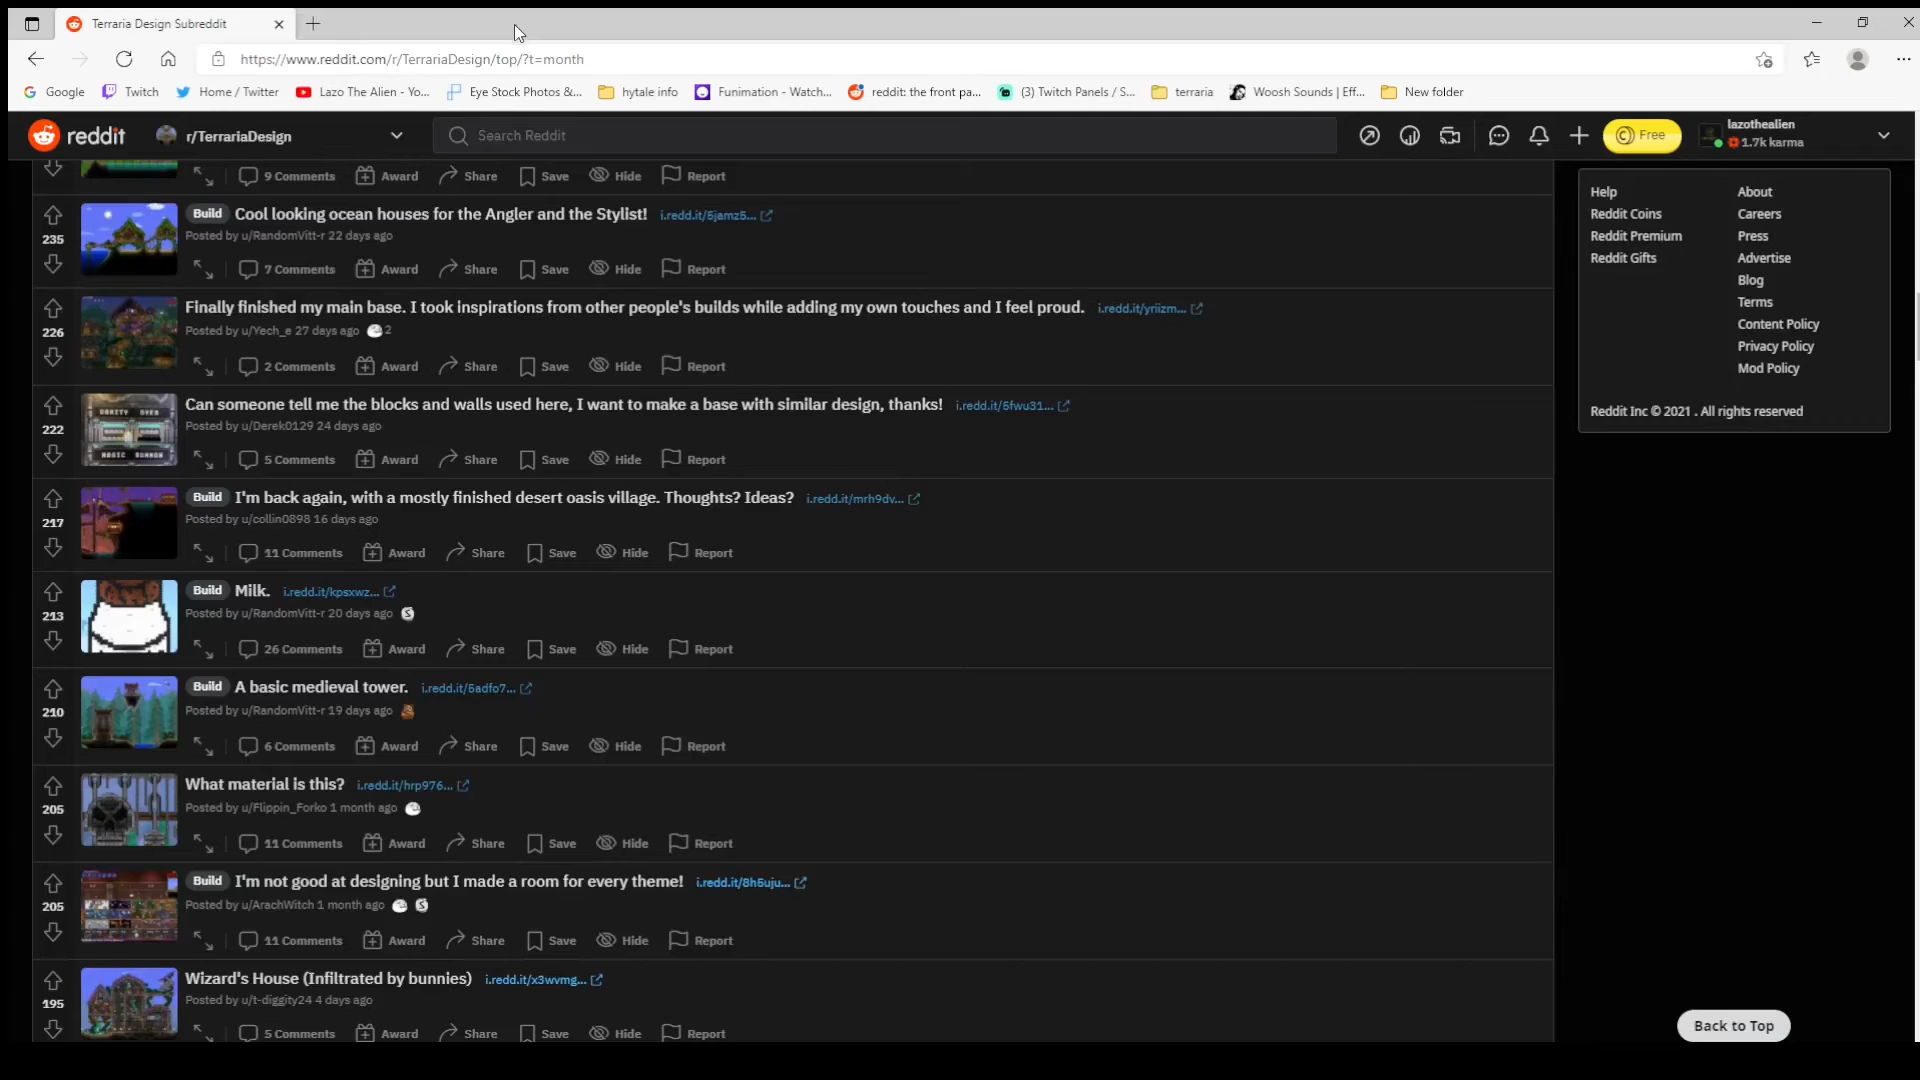 Terraria Design Subreddit
https://www.reddit.com/r/TerrariaDesign/top/?t=month
Google Twitch Home / Twitter Lazo The Alien - Yo... Eye Stock Photos &... hytale info Funimation - Watch... reddit: the front pa... (3) Twitch Panels / S... terraria Woosh Sounds | Eff... New folder
reddit r/TerrariaDesign Search Reddit Free lazothealien
1.7k karma
9 Comments Award Share Save Hide Report
235
Build Cool looking ocean houses for the Angler and the Stylist! i.redd.it/5jamz5...
Posted by u/RandomVitt-r 22 days ago
7 Comments Award Share Save Hide Report
226
Finally finished my main base. I took inspirations from other people's builds while adding my own touches and I feel proud. i.redd.it/yriizm...
Posted by u/Yech_e 27 days ago 2
2 Comments Award Share Save Hide Report
222
VANITY OVEN
MAGIC SUMMON
Can someone tell me the blocks and walls used here, I want to make a base with similar design, thanks! i.redd.it/5fwu31...
Posted by u/Derek0129 24 days ago
5 Comments Award Share Save Hide Report
217
Build I'm back again, with a mostly finished desert oasis village. Thoughts? Ideas? i.redd.it/mrh9dv...
Posted by u/collin0898 16 days ago
11 Comments Award Share Save Hide Report
213
Build Milk. i.redd.it/kpsxwz...
Posted by u/RandomVitt-r 20 days ago
26 Comments Award Share Save Hide Report
210
Build A basic medieval tower. i.redd.it/5adfo7...
Posted by u/RandomVitt-r 19 days ago
6 Comments Award Share Save Hide Report
205
What material is this? i.redd.it/hrp976...
Posted by u/Flippin_Forko 1 month ago
11 Comments Award Share Save Hide Report
205
Build I'm not good at designing but I made a room for every theme! i.redd.it/8h5uju...
Posted by u/ArachWitch 1 month ago
11 Comments Award Share Save Hide Report
195
Wizard's House (Infiltrated by bunnies) i.redd.it/x3wvmg...
Posted by u/t-diggity24 4 days ago
5 Comments Award Share Save Hide Report
Help About
Reddit Coins Careers
Reddit Premium Press
Reddit Gifts Advertise
Blog
Terms
Content Policy
Privacy Policy
Mod Policy
Reddit Inc © 2021 . All rights reserved
Back to Top